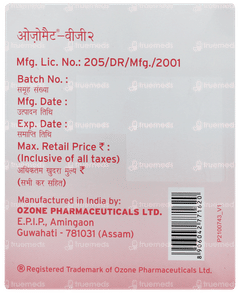 ओज़ोमैट®-वीजी२
Mfg. Lic. No.: 205/DR/Mfg./2001
Batch No. :
समूह संख्या
Mfg. Date :
उत्पादन तिथि
Exp. Date :
समाप्ति तिथि
Max. Retail Price ₹ :
(Inclusive of all taxes)
अधिकतम खुदरा मूल्य ₹
(सभी कर सहित)
Manufactured in India by:
OZONE PHARMACEUTICALS LTD.
E.P.I.P., Amingaon
Guwahati - 781031 (Assam)
8906042771620
P2100743_V1
® Registered Trademark of Ozone Pharmaceuticals Ltd.